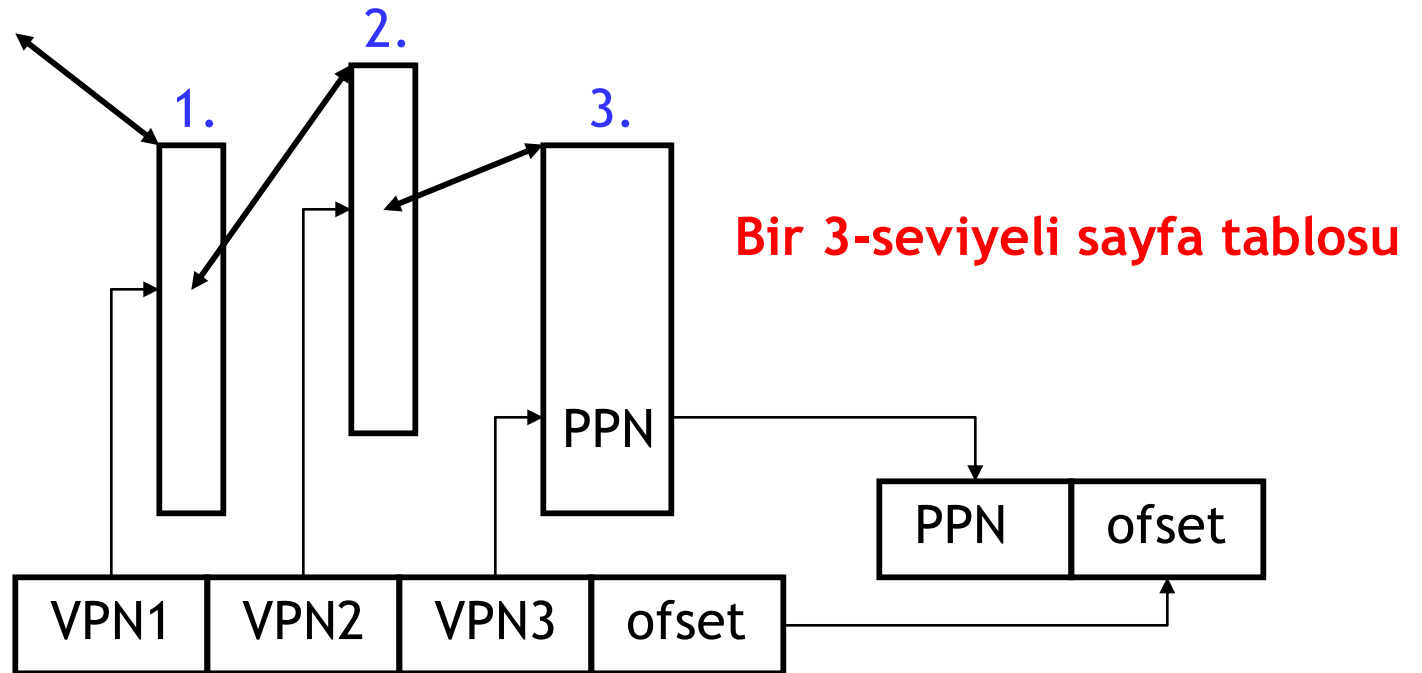 2.
1.
3.
Bir 3-seviyeli sayfa tablosu
PPN
PPN
ofset
VPN1
VPN2
VPN3
ofset